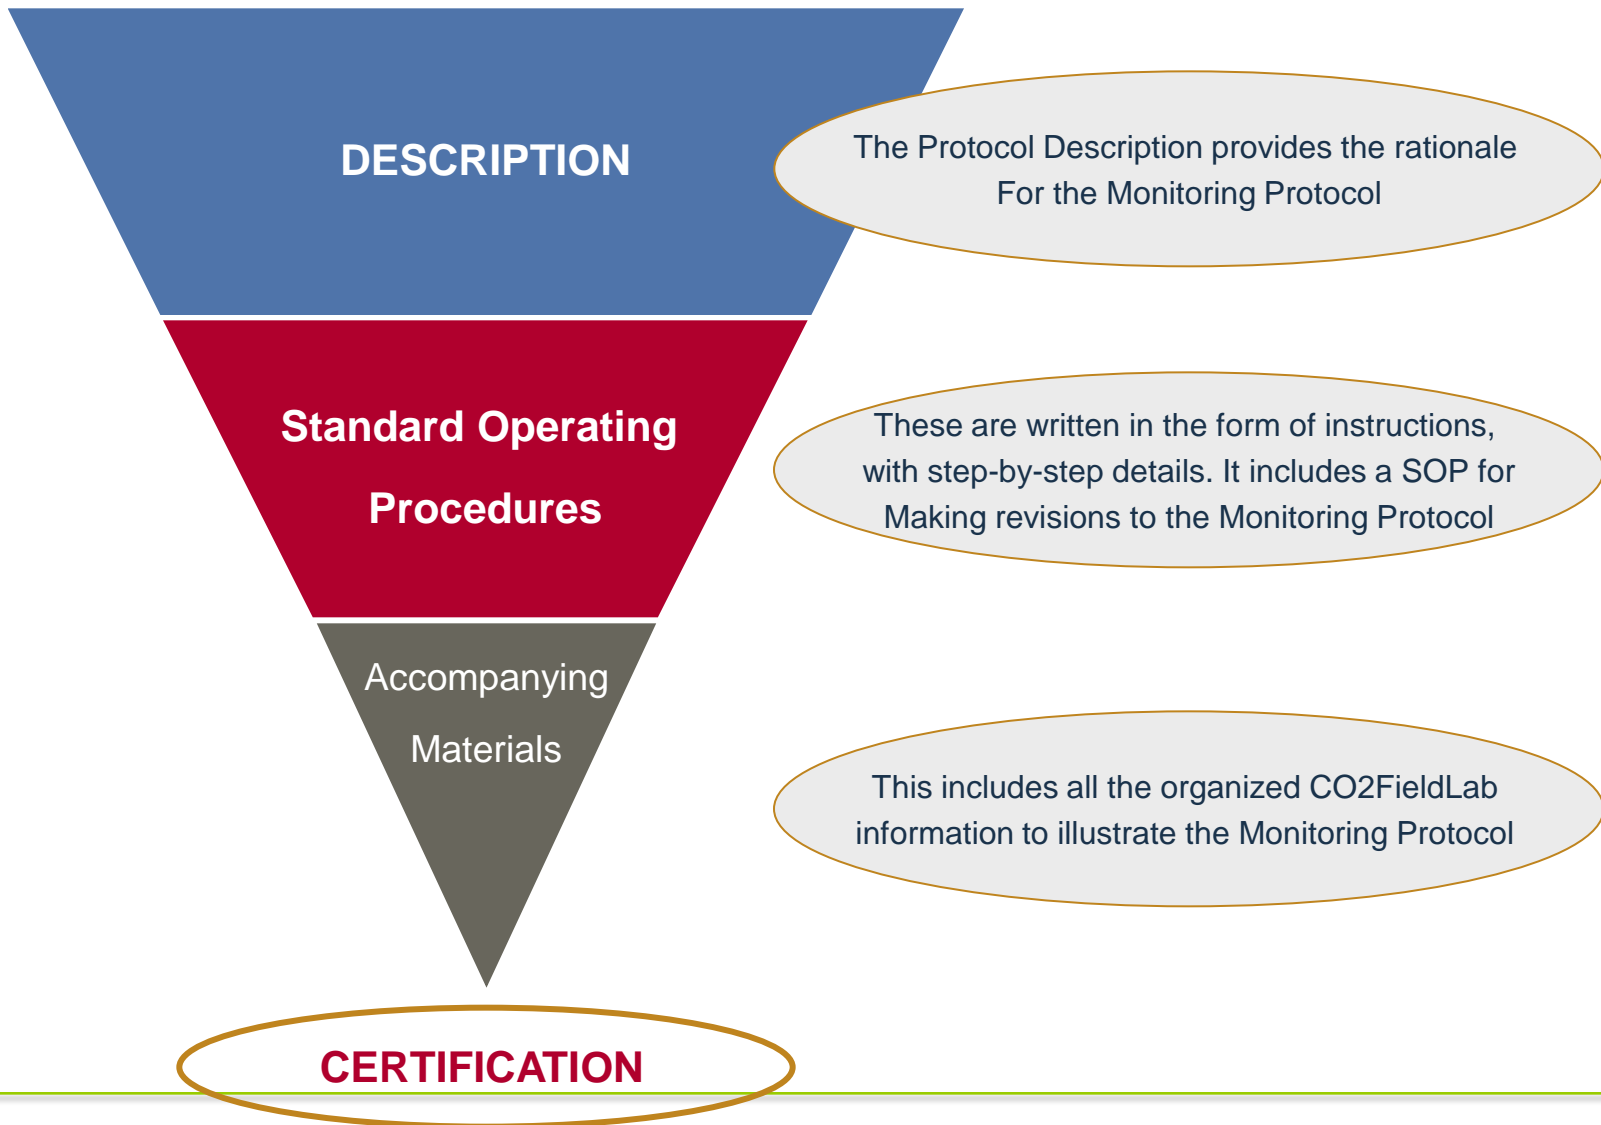 DESCRIPTION
The Protocol Description provides the rationale
For the Monitoring Protocol
Standard Operating
Procedures
These are written in the form of instructions,
with step-by-step details. It includes a SOP for
Making revisions to the Monitoring Protocol
Accompanying
Materials
This includes all the organized CO2FieldLab
information to illustrate the Monitoring Protocol
CERTIFICATION